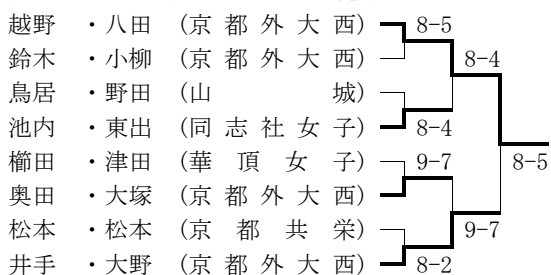 越野 ・八田 (京 都 外 大 西) 8-5
鈴木 ・小柳 (京 都 外 大 西) 8-4
鳥居 ・野田 (山 城)
池内 ・東出 (同 志 社 女 子) 8-4
櫛田 ・津田 (華 頂 女 子) 9-7 8-5
奥田 ・大塚 (京 都 外 大 西)
松本 ・松本 (京 都 共 栄) 9-7
井手 ・大野 (京 都 外 大 西) 8-2